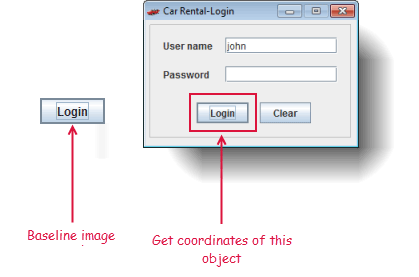 Car Rental-Login
User name john
Password
Login Clear
Login
Baseline image
Get coordinates of this
object